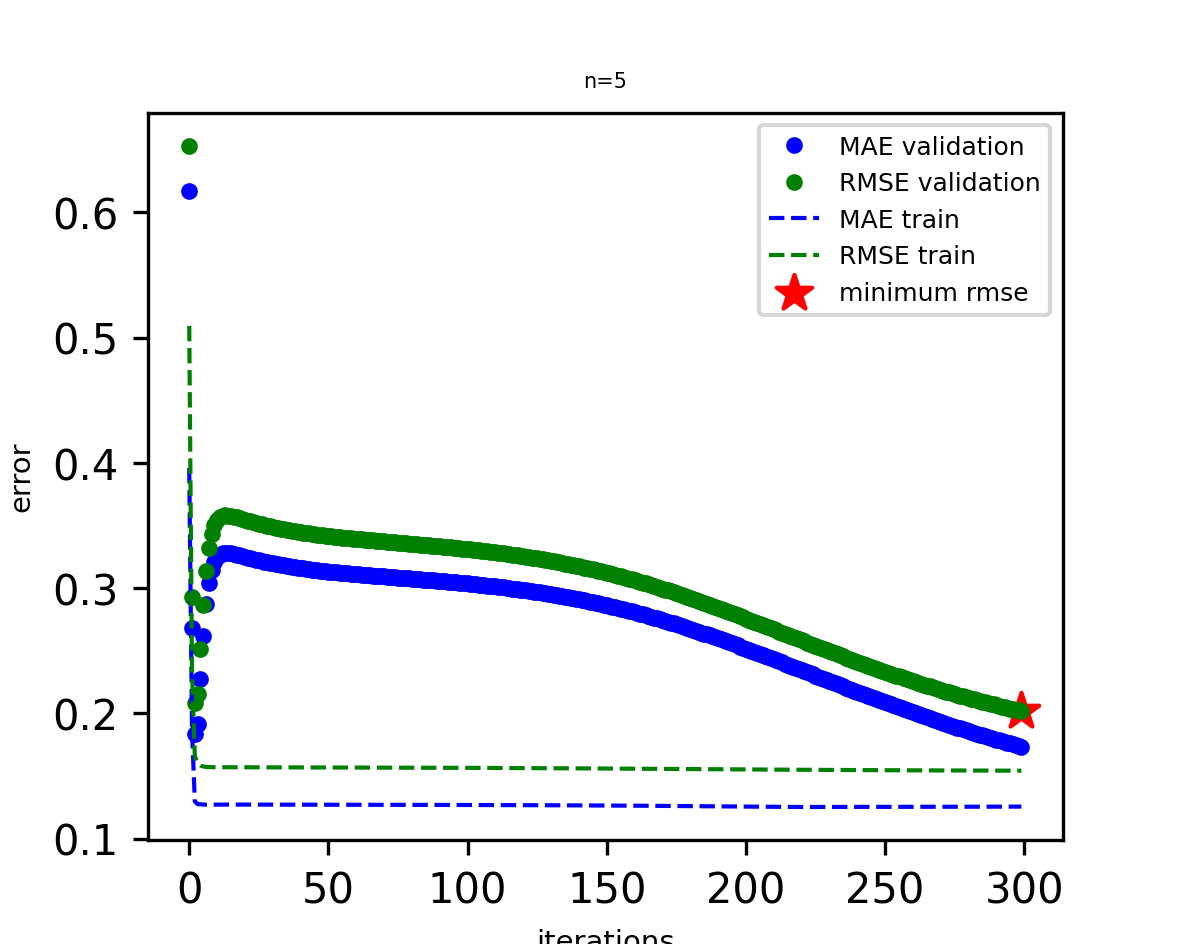 n=5
MAE validation
RMSE validation
MAE train
RMSE train
minimum rmse
error
0.6
0.5
0.4
0.3
0.2
0.1
0 50 100 150 200 250 300
iterations